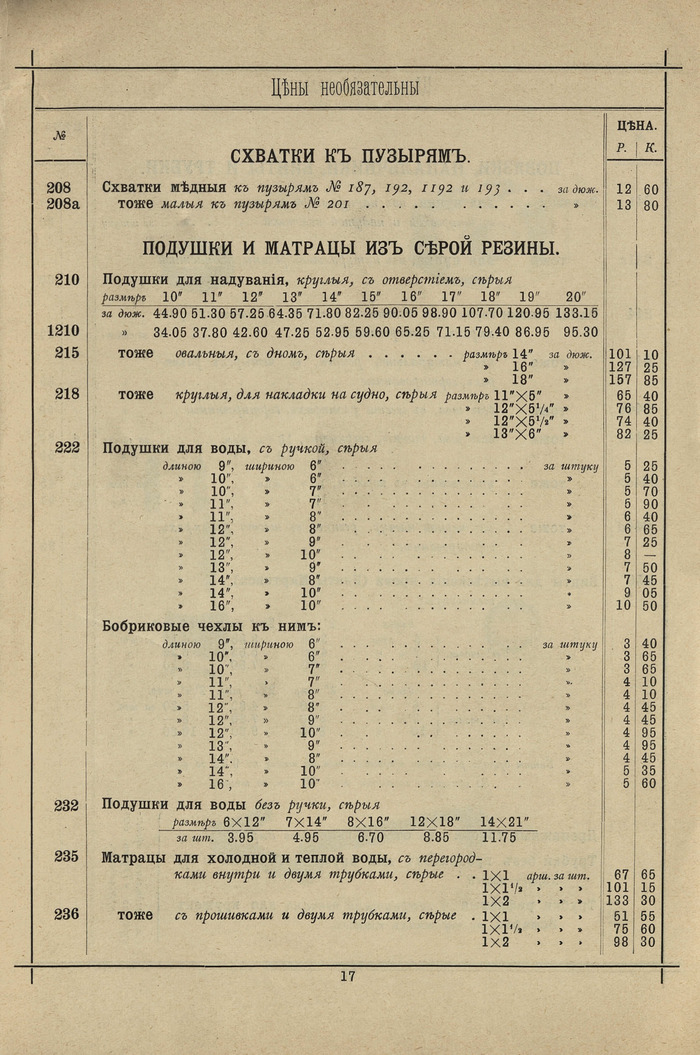 Цѣны необязательны
№ ЦѢНА.
Р. К.
СХВАТКИ КЪ ПУЗЫРЯМЪ.
208 Схватки мѣдныя къ пузырямъ № 187, 192, 1192 и 193 . . . за дюж. 12 60
208а тоже малыя къ пузырямъ № 201 . . . . . . . . . . . . . . » 13 80
ПОДУШКИ И МАТРАЦЫ ИЗЪ СѢРОЙ РЕЗИНЫ.
210 Подушки для надуванія, круглыя, съ отверстіемъ, сѣрыя
размѣръ 10" 11" 12" 13" 14" 15" 16" 17" 18" 19" 20"
за дюж. 44.90 51.30 57.25 64.35 71.80 82.25 90.05 98.90 107.70 120.95 133.15
1210 » 34.05 37.80 42.60 47.25 52.95 59.60 65.25 71.15 79.40 86.95 95.30
215 тоже овальныя, съ дномъ, сѣрыя . . . . . . размѣръ 14" за дюж. 101 10
» 16" » 127 25
» 18" » 157 85
218 тоже круглыя, для накладки на судно, сѣрыя размѣръ 11"×5" » 65 40
» 12"×5¼" » 76 85
» 12"×5½" » 74 40
» 13"×6" » 82 25
222 Подушки для воды, съ ручкой, сѣрыя
длиною 9", шириною 6" . . . . . . . . . . . за штуку 5 25
» 10", » 6" . . . . . . . . . . . » 5 40
» 10", » 7" . . . . . . . . . . . » 5 70
» 11", » 7" . . . . . . . . . . . » 5 90
» 11", » 8" . . . . . . . . . . . » 6 40
» 12", » 8" . . . . . . . . . . . » 6 65
» 12", » 9" . . . . . . . . . . . » 7 25
» 12", » 10" . . . . . . . . . . . » 8 —
» 13", » 9" . . . . . . . . . . . » 7 50
» 14", » 8" . . . . . . . . . . . » 7 45
» 14", » 10" . . . . . . . . . . . » 9 05
» 16", » 10" . . . . . . . . . . . » 10 50
Бобриковые чехлы къ нимъ:
длиною 9", шириною 6" . . . . . . . . . . . за штуку 3 40
» 10", » 6" . . . . . . . . . . . » 3 65
» 10", » 7" . . . . . . . . . . . » 3 65
» 11", » 7" . . . . . . . . . . . » 4 10
» 11", » 8" . . . . . . . . . . . » 4 10
» 12", » 8" . . . . . . . . . . . » 4 45
» 12", » 9" . . . . . . . . . . . » 4 45
» 12", » 10" . . . . . . . . . . . » 4 95
» 13", » 9" . . . . . . . . . . . » 4 95
» 14", » 8" . . . . . . . . . . . » 4 45
» 14", » 10" . . . . . . . . . . . » 5 35
» 16", » 10" . . . . . . . . . . . » 5 60
232 Подушки для воды безъ ручки, сѣрыя
размѣръ 6×12" 7×14" 8×16" 12×18" 14×21"
за шт. 3.95 4.95 6.70 8.85 11.75
235 Матрацы для холодной и теплой воды, съ перегород-
ками внутри и двумя трубками, сѣрые . . 1×1 арш. за шт. 67 65
1×1½ » » » 101 15
1×2 » » » 133 30
236 тоже съ прошивками и двумя трубками, сѣрые . 1×1 » » » 51 55
1×1½ » » » 75 60
1×2 » » » 98 30
17